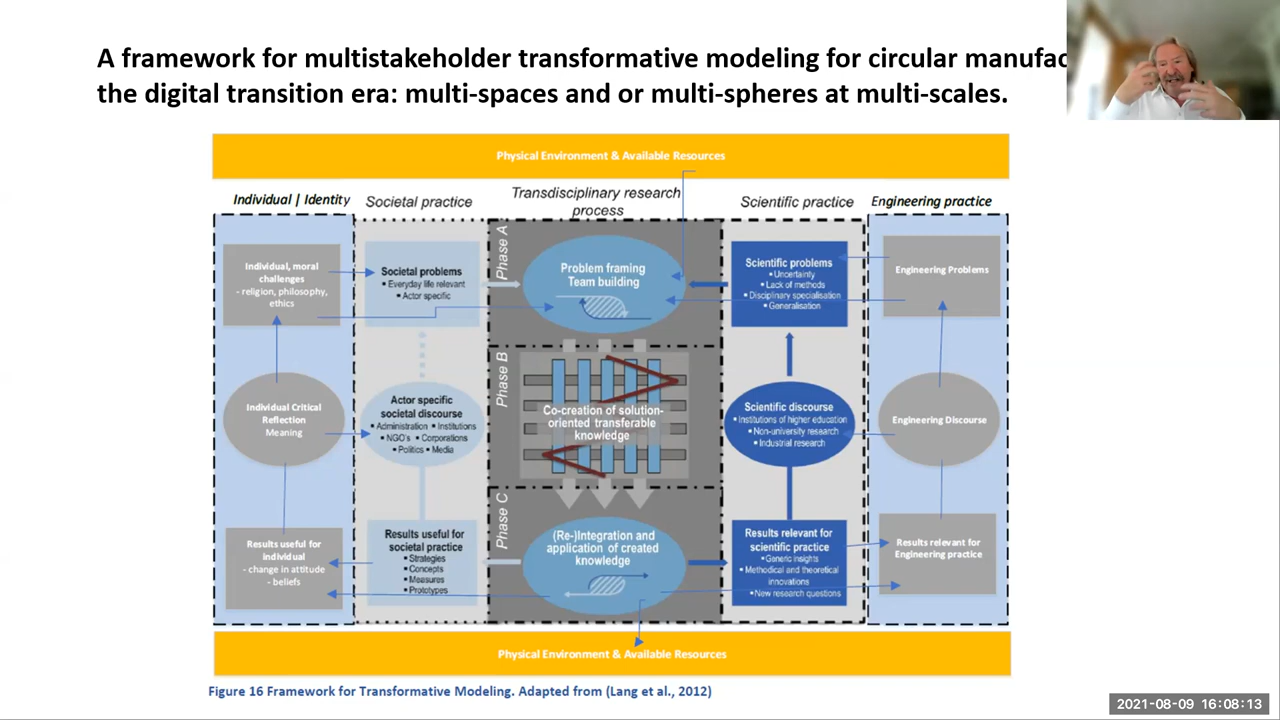 A framework for multistakeholder transformative modeling for circular manufac
the digital transition era: multi-spaces and or multi-spheres at multi-scales.
Physical Environment & Available Resources
Individual | Identity
Societal practice
Transdisciplinary research
process
Scientific practice
Engineering practice
Individual, moral
challenges
- religion, philosophy,
ethics
Societal problems
▪ Everyday life relevant
▪ Actor specific
Phase A
Problem framing
Team building
Scientific problems
▪ Uncertainty
▪ Lack of methods
▪ Disciplinary specialisation
▪ Generalisation
Engineering Problems
Individual Critical
Reflection
Meaning
Actor specific
societal discourse
▪ Administration ▪ Institutions
▪ NGO's ▪ Corporations
▪ Politics ▪ Media
Phase B
Co-creation of solution-
oriented transferable
knowledge
Scientific discourse
▪ Institutions of higher education
▪ Non-university research
▪ Industrial research
Engineering Discourse
Results useful for
individual
- change in attitude
- beliefs
Results useful for
societal practice
▪ Strategies
▪ Concepts
▪ Measures
▪ Prototypes
Phase C
(Re-)Integration and
application of created
knowledge
Results relevant for
scientific practice
▪ Generic insights
▪ Methodical and theoretical
innovations
▪ New research questions
Results relevant for
Engineering practice
Physical Environment & Available Resources
Figure 16 Framework for Transformative Modeling. Adapted from (Lang et al., 2012)
2021-08-09 16:08:13